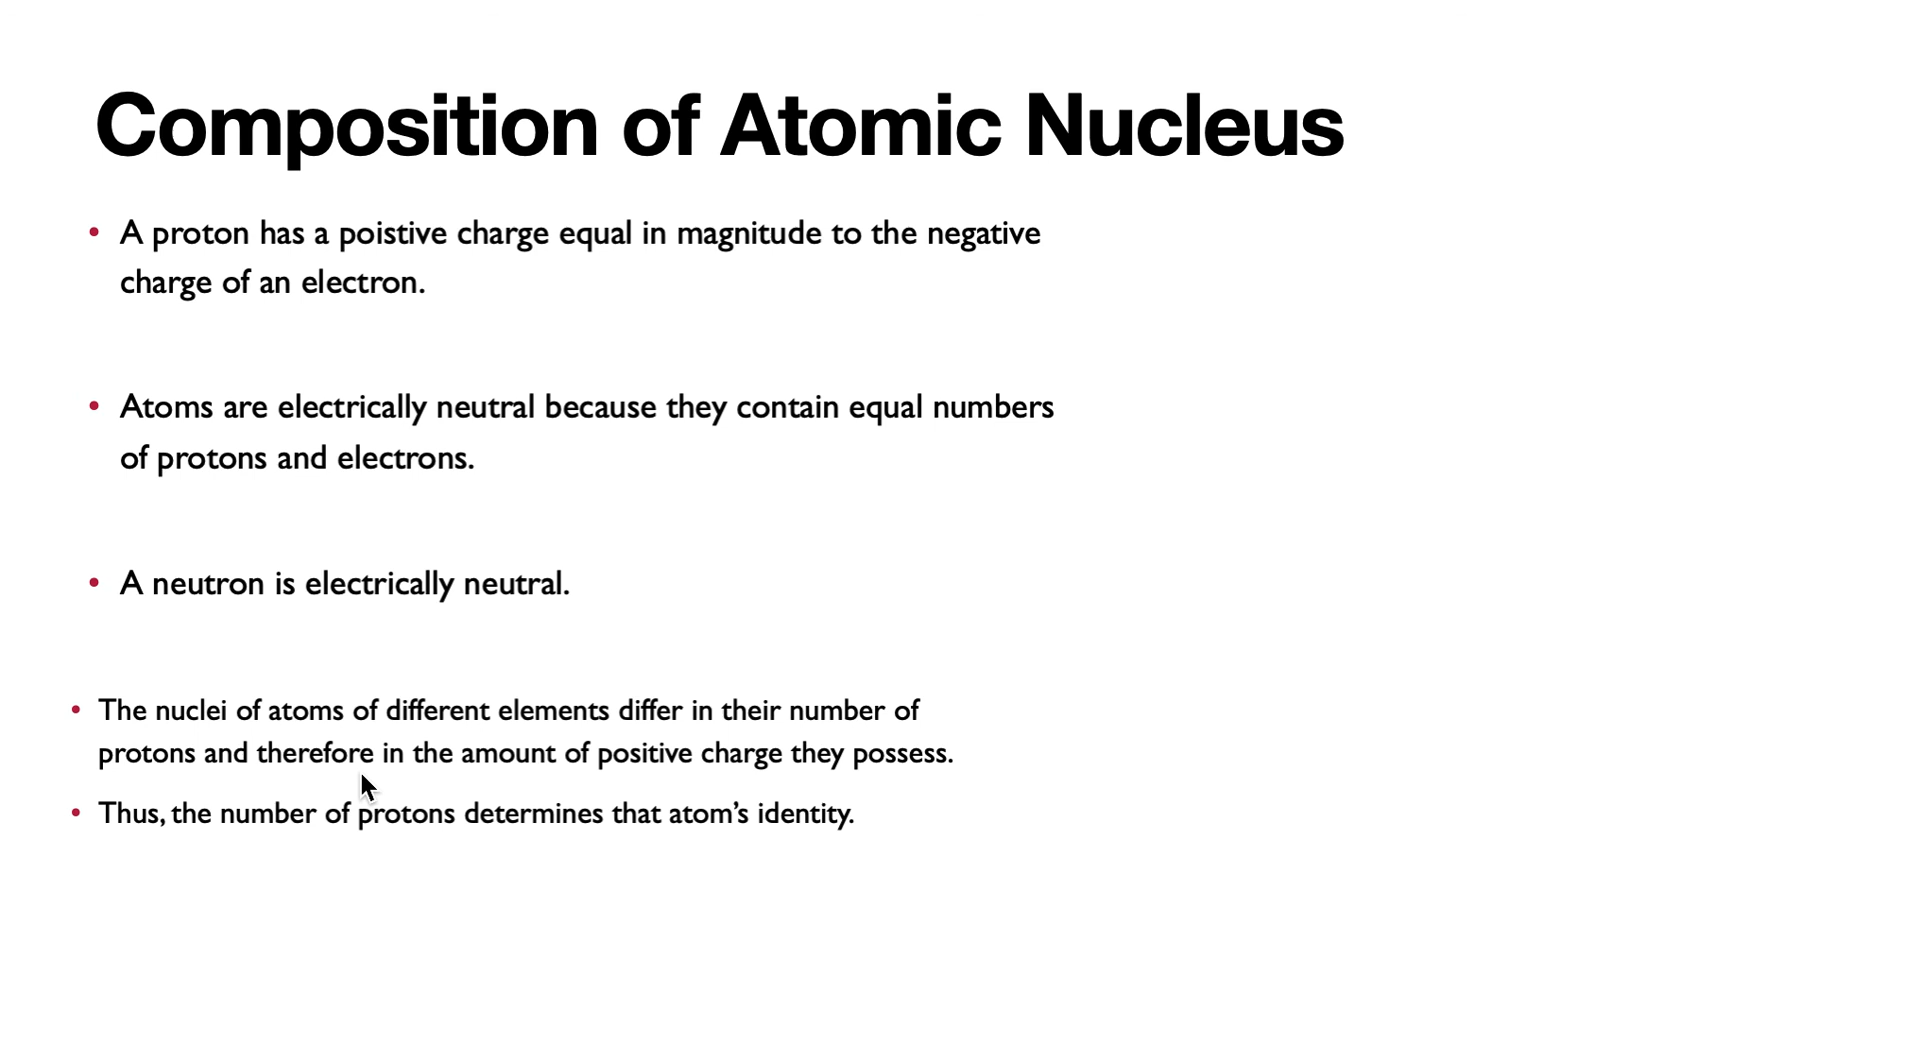 Composition of Atomic Nucleus
• A proton has a poistive charge equal in magnitude to the negative
charge of an electron.
• Atoms are electrically neutral because they contain equal numbers
of protons and electrons.
• A neutron is electrically neutral.
• The nuclei of atoms of different elements differ in their number of
protons and therefore in the amount of positive charge they possess.
• Thus, the number of protons determines that atom’s identity.